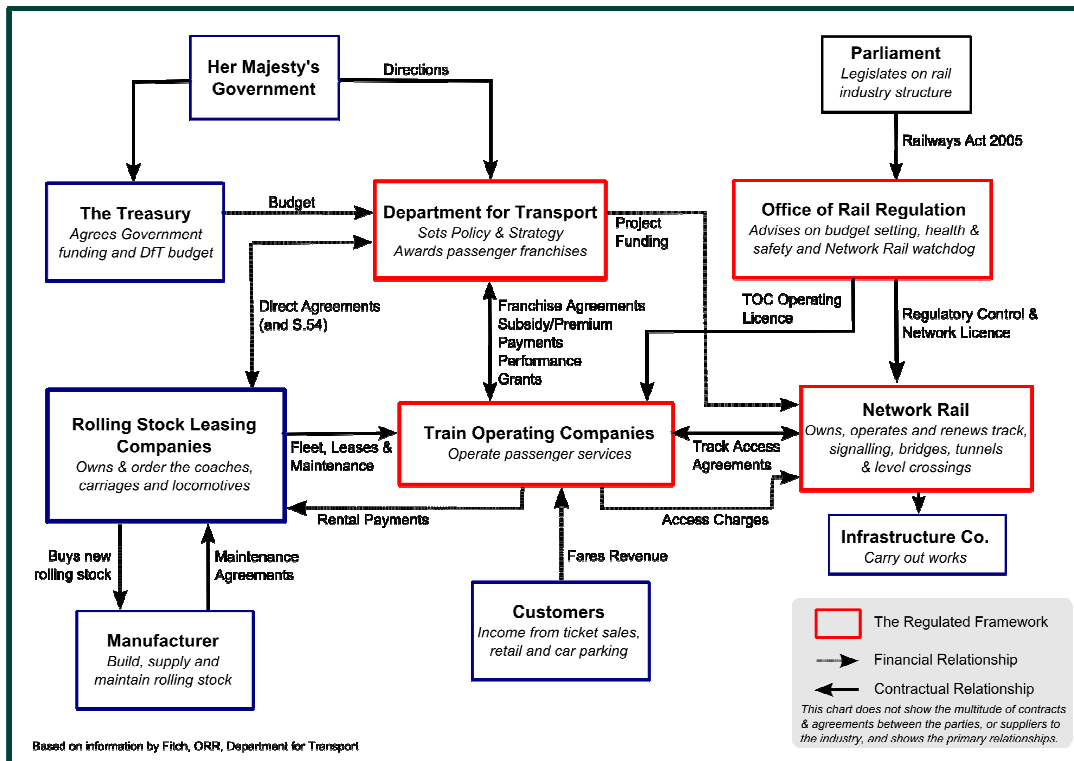 Her Majesty's
Government
Directions
Parliament
Legislates on rail
industry structure
Railways Act 2005
The Treasury
Agrees Government
funding and DfT budget
Budget
Department for Transport
Sets Policy & Strategy
Awards passenger franchises
Project
Funding
Office of Rail Regulation
Advises on budget setting, health &
safety and Network Rail watchdog
Direct Agreements
(and S.54)
Franchise Agreements
Subsidy/Premium
Payments
Performance
Grants
TOC Operating
Licence
Regulatory Control &
Network Licence
Rolling Stock Leasing
Companies
Owns & order the coaches,
carriages and locomotives
Fleet, Leases &
Maintenance
Train Operating Companies
Operate passenger services
Track Access
Agreements
Network Rail
Owns, operates and renews track,
signalling, bridges, tunnels
& level crossings
Rental Payments
Access Charges
Infrastructure Co.
Carry out works
Buys new
rolling stock
Maintenance
Agreements
Fares Revenue
Manufacturer
Build, supply and
maintain rolling stock
Customers
Income from ticket sales,
retail and car parking
The Regulated Framework
Financial Relationship
Contractual Relationship
This chart does not show the multitude of contracts
& agreements between the parties, or suppliers to
the industry, and shows the primary relationships.
Based on information by Fitch, ORR, Department for Transport